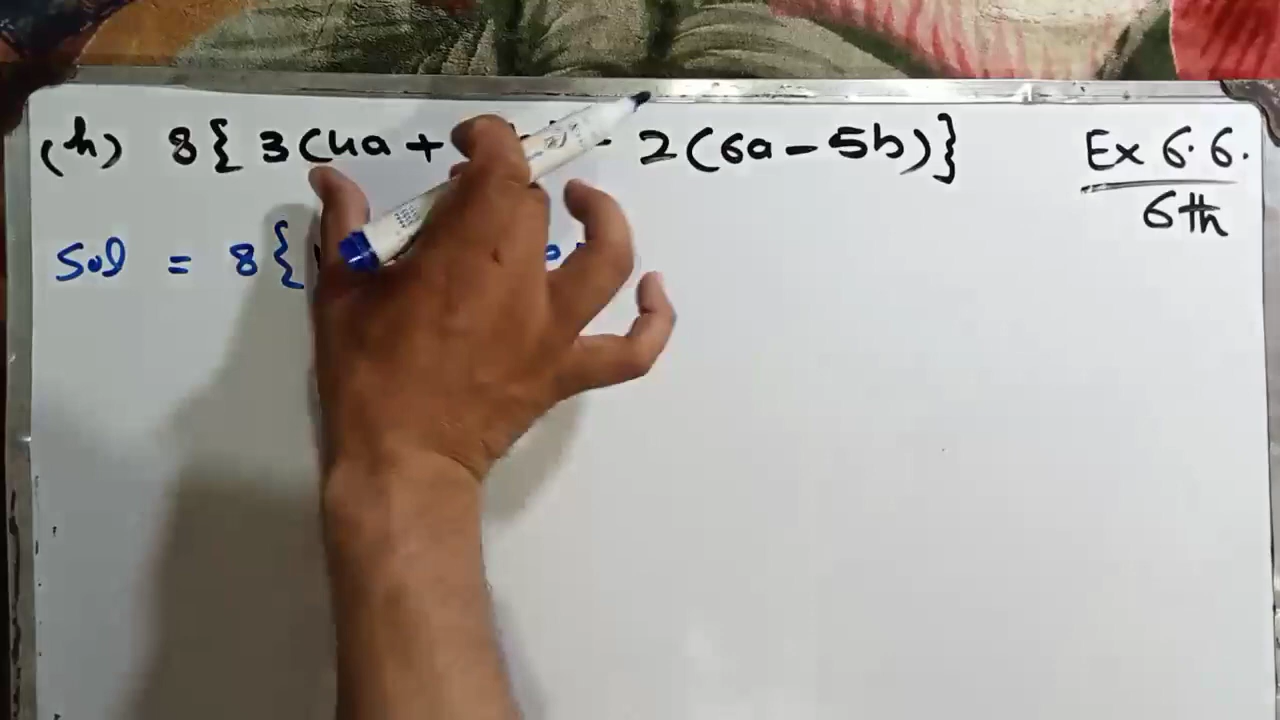 (h) 8{ 3(4a + - 2(6a - 5b)}
Ex 6.6.
6th
Sol = 8{